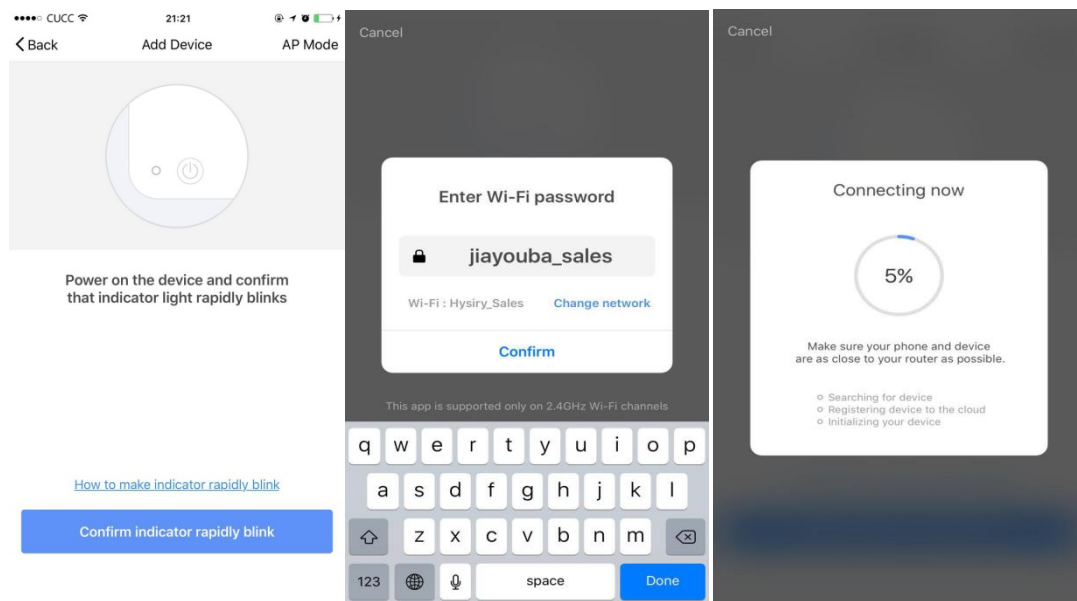 CUCC
21:21
Back
Add Device
AP Mode
Power on the device and confirm
that indicator light rapidly blinks
How to make indicator rapidly blink
Confirm indicator rapidly blink
Cancel
Enter Wi-Fi password
jiayouba_sales
Wi-Fi : Hysiry_Sales
Change network
Confirm
This app is supported only on 2.4GHz Wi-Fi channels
q w e r t y u i o p
a s d f g h j k l
z x c v b n m
123
space
Done
Cancel
Connecting now
5%
Make sure your phone and device
are as close to your router as possible.
Searching for device
Registering device to the cloud
Initializing your device